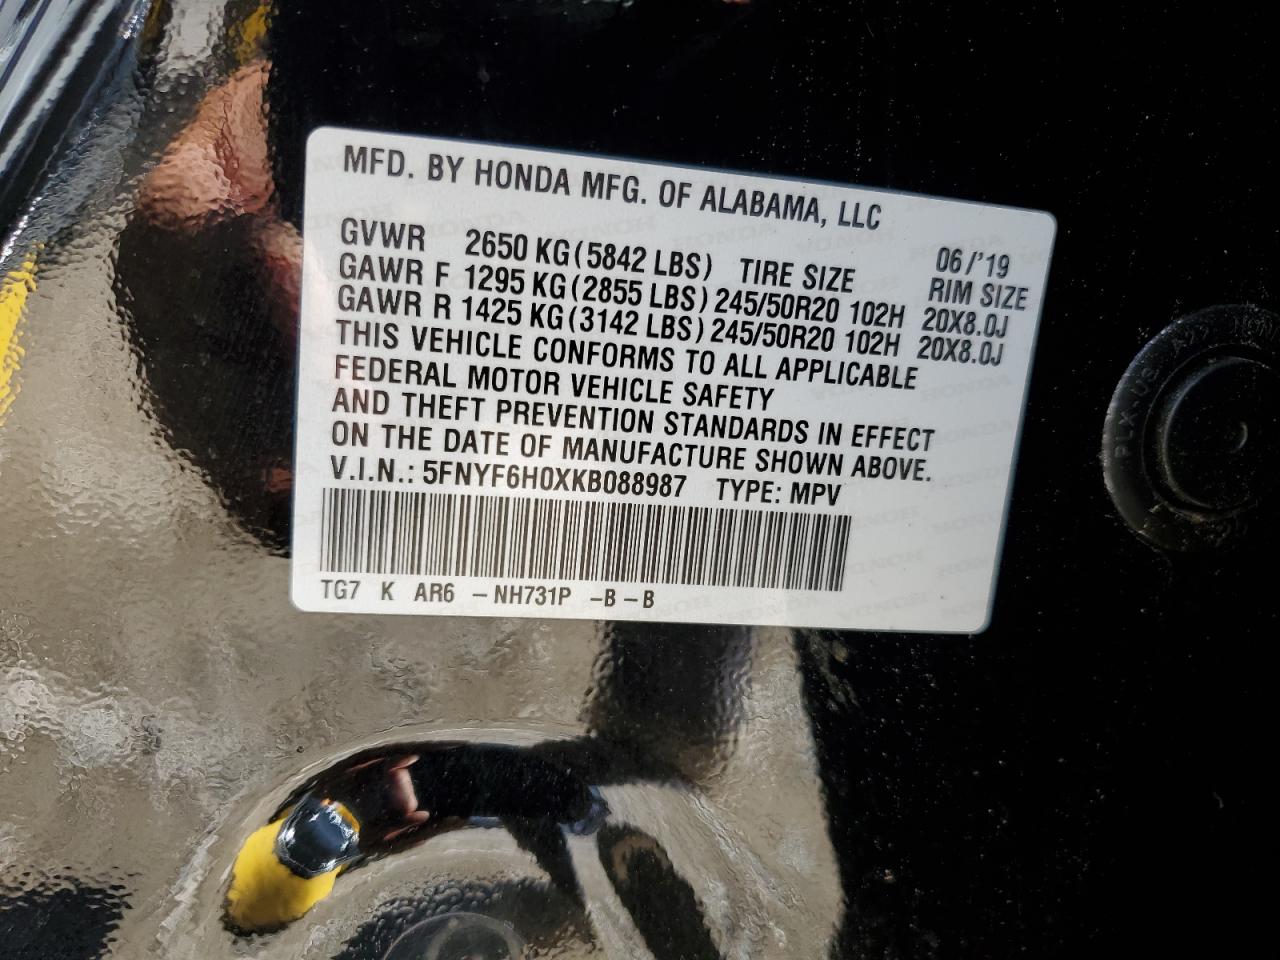 MFD. BY HONDA MFG. OF ALABAMA, LLC
06/'19
GVWR 2650 KG(5842 LBS) TIRE SIZE RIM SIZE
GAWR F 1295 KG(2855 LBS) 245/50R20 102H 20X8.0J
GAWR R 1425 KG(3142 LBS) 245/50R20 102H 20X8.0J
THIS VEHICLE CONFORMS TO ALL APPLICABLE
FEDERAL MOTOR VEHICLE SAFETY
AND THEFT PREVENTION STANDARDS IN EFFECT
ON THE DATE OF MANUFACTURE SHOWN ABOVE.
V.I.N.: 5FNYF6H0XKB088987 TYPE: MPV
TG7 K AR6 – NH731P –B – B